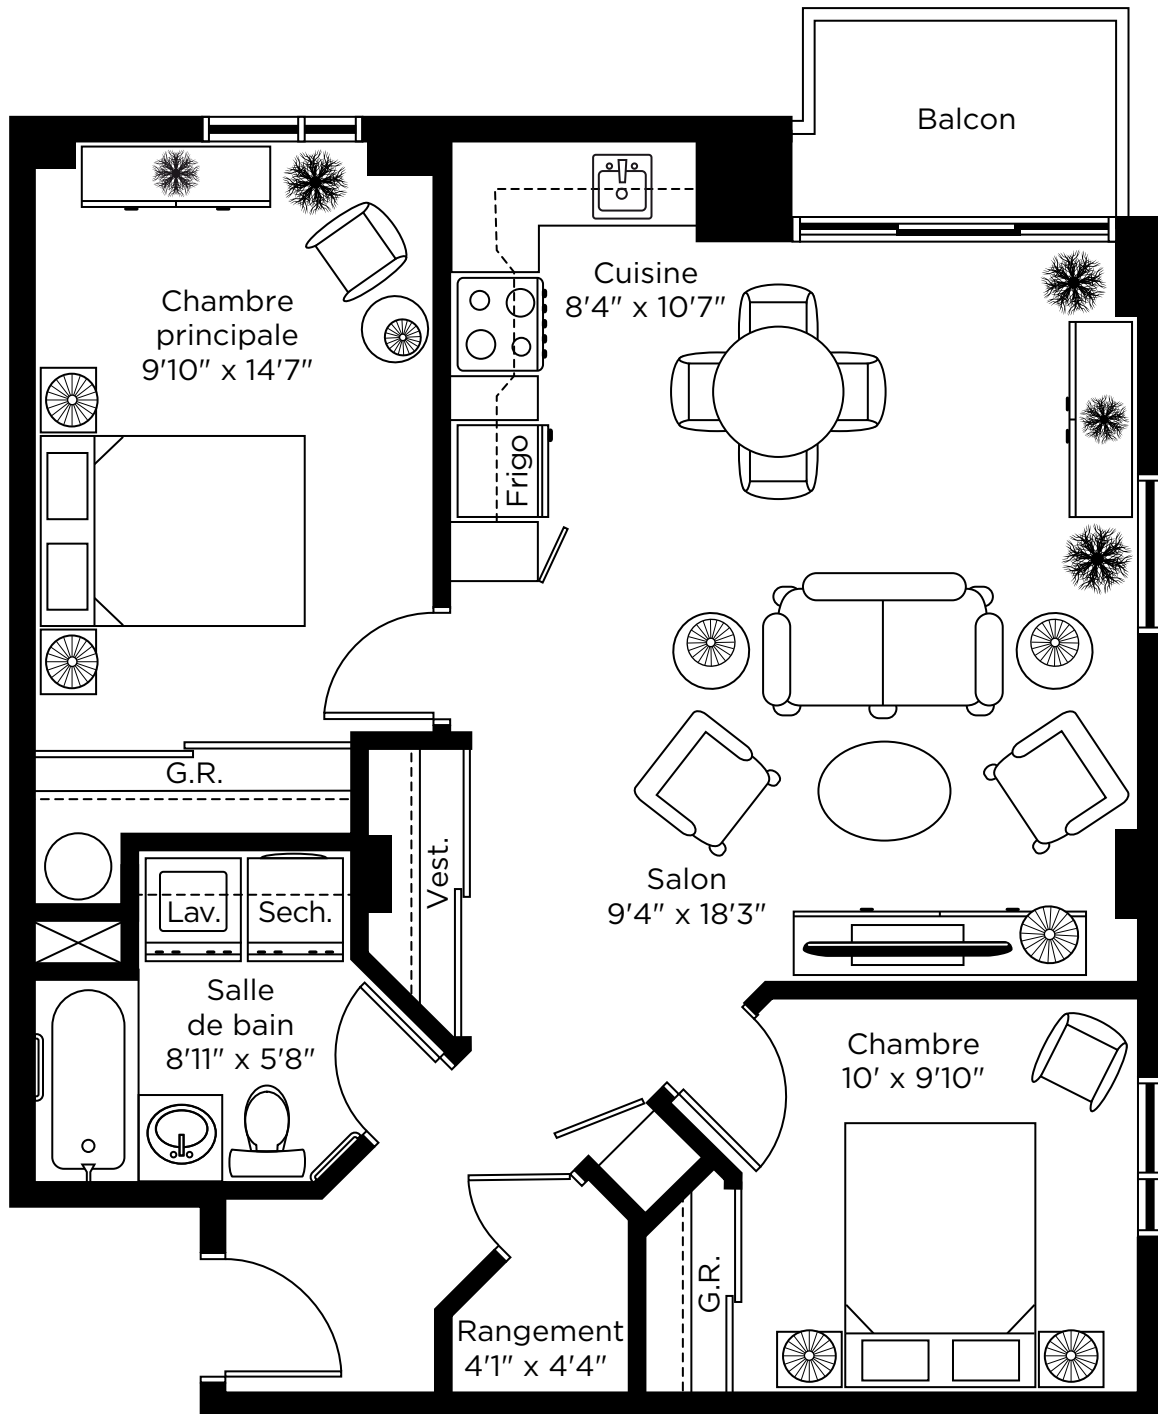 Balcon
Cuisine
8'4" x 10'7"
Chambre
principale
9'10" x 14'7"
Frigo
G.R.
Vest.
Salon
9'4" x 18'3"
Lav.
Sech.
Salle
de bain
8'11" x 5'8"
Chambre
10' x 9'10"
G.R.
Rangement
4'1" x 4'4"